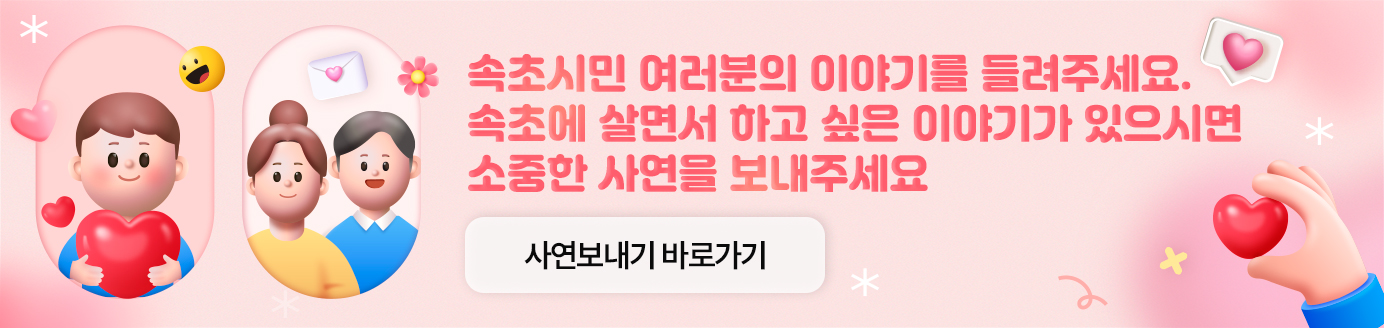 속초시민 여러분의 이야기를 들려주세요.
속초에 살면서 하고 싶은 이야기가 있으시면
소중한 사연을 보내주세요
사연보내기 바로가기